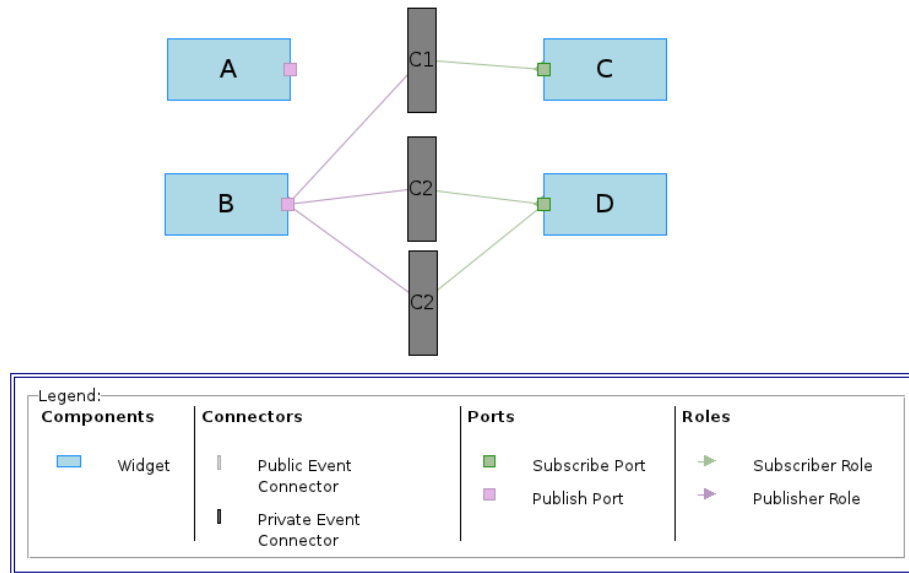 A
C1
C
B
C2
D
C2
Legend:
Components
Connectors
Ports
Roles
Widget
Public Event
Connector
Subscribe Port
Subscriber Role
Publish Port
Publisher Role
Private Event
Connector